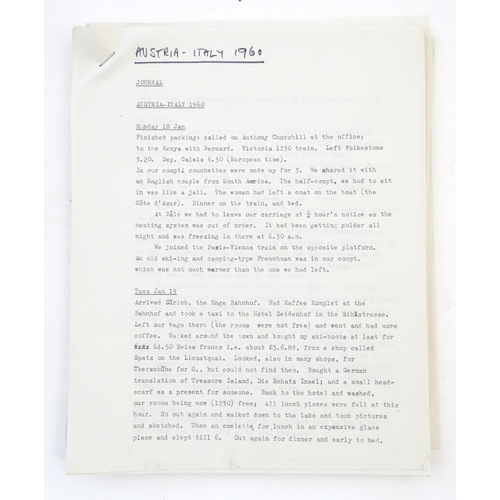 AUSTRIA - ITALY 1960
JOURNAL
AUSTRIA-ITALY 1960
Monday 18 Jan
Finished packing: called on Anthony Churchill at the office;
to the Kenya with Bernard. Victoria 1230 train. Left Folkestone
3.20. Dep. Calais 6.30 (European time).
In our compt. couchettes were made up for 3. We shared it with
an English couple from South America. The half-compt. we had to sit
in was like a jail. The woman had left a coat on the boat (the
Côte d'Azur). Dinner on the train, and bed.
At Bâle we had to leave our carriage at ½ hour's notice as the
heating system was out of order. It had been getting colder all
night and was freezing in there at 6.30 a.m.
We joined the Paris-Vienna train on the opposite platform.
An old ski-ing and camping-type Frenchman was in our compt.
which was not much warmer than the one we had left.
Tues Jan 19
Arrived Zürich, the Enge Bahnhof. Had Kaffee Komplet at the
Bahnhof and took a taxi to the Hotel Seidenhof in the Sihlstrasse.
Left our bags there (the rooms were not free) and went and had more
coffee. Walked around the town and bought my ski-boots at last for
64.50 Swiss francs i.e. about £5.6.8d, from a shop called
Spatz on the Limmatquai. Looked, also in many shops, for
Überschühe for G., but could not find them. Bought a German
translation of Treasure Island, Die Schatz Insel; and a small head-
scarf as a present for someone. Back to the hotel and washed,
our rooms being now (1230) free; all lunch places were full at this
hour. So out again and walked down to the lake and took pictures
and sketched. Then an omelette for lunch in an expensive glass
place and slept till 6. Out again for dinner and early to bed.